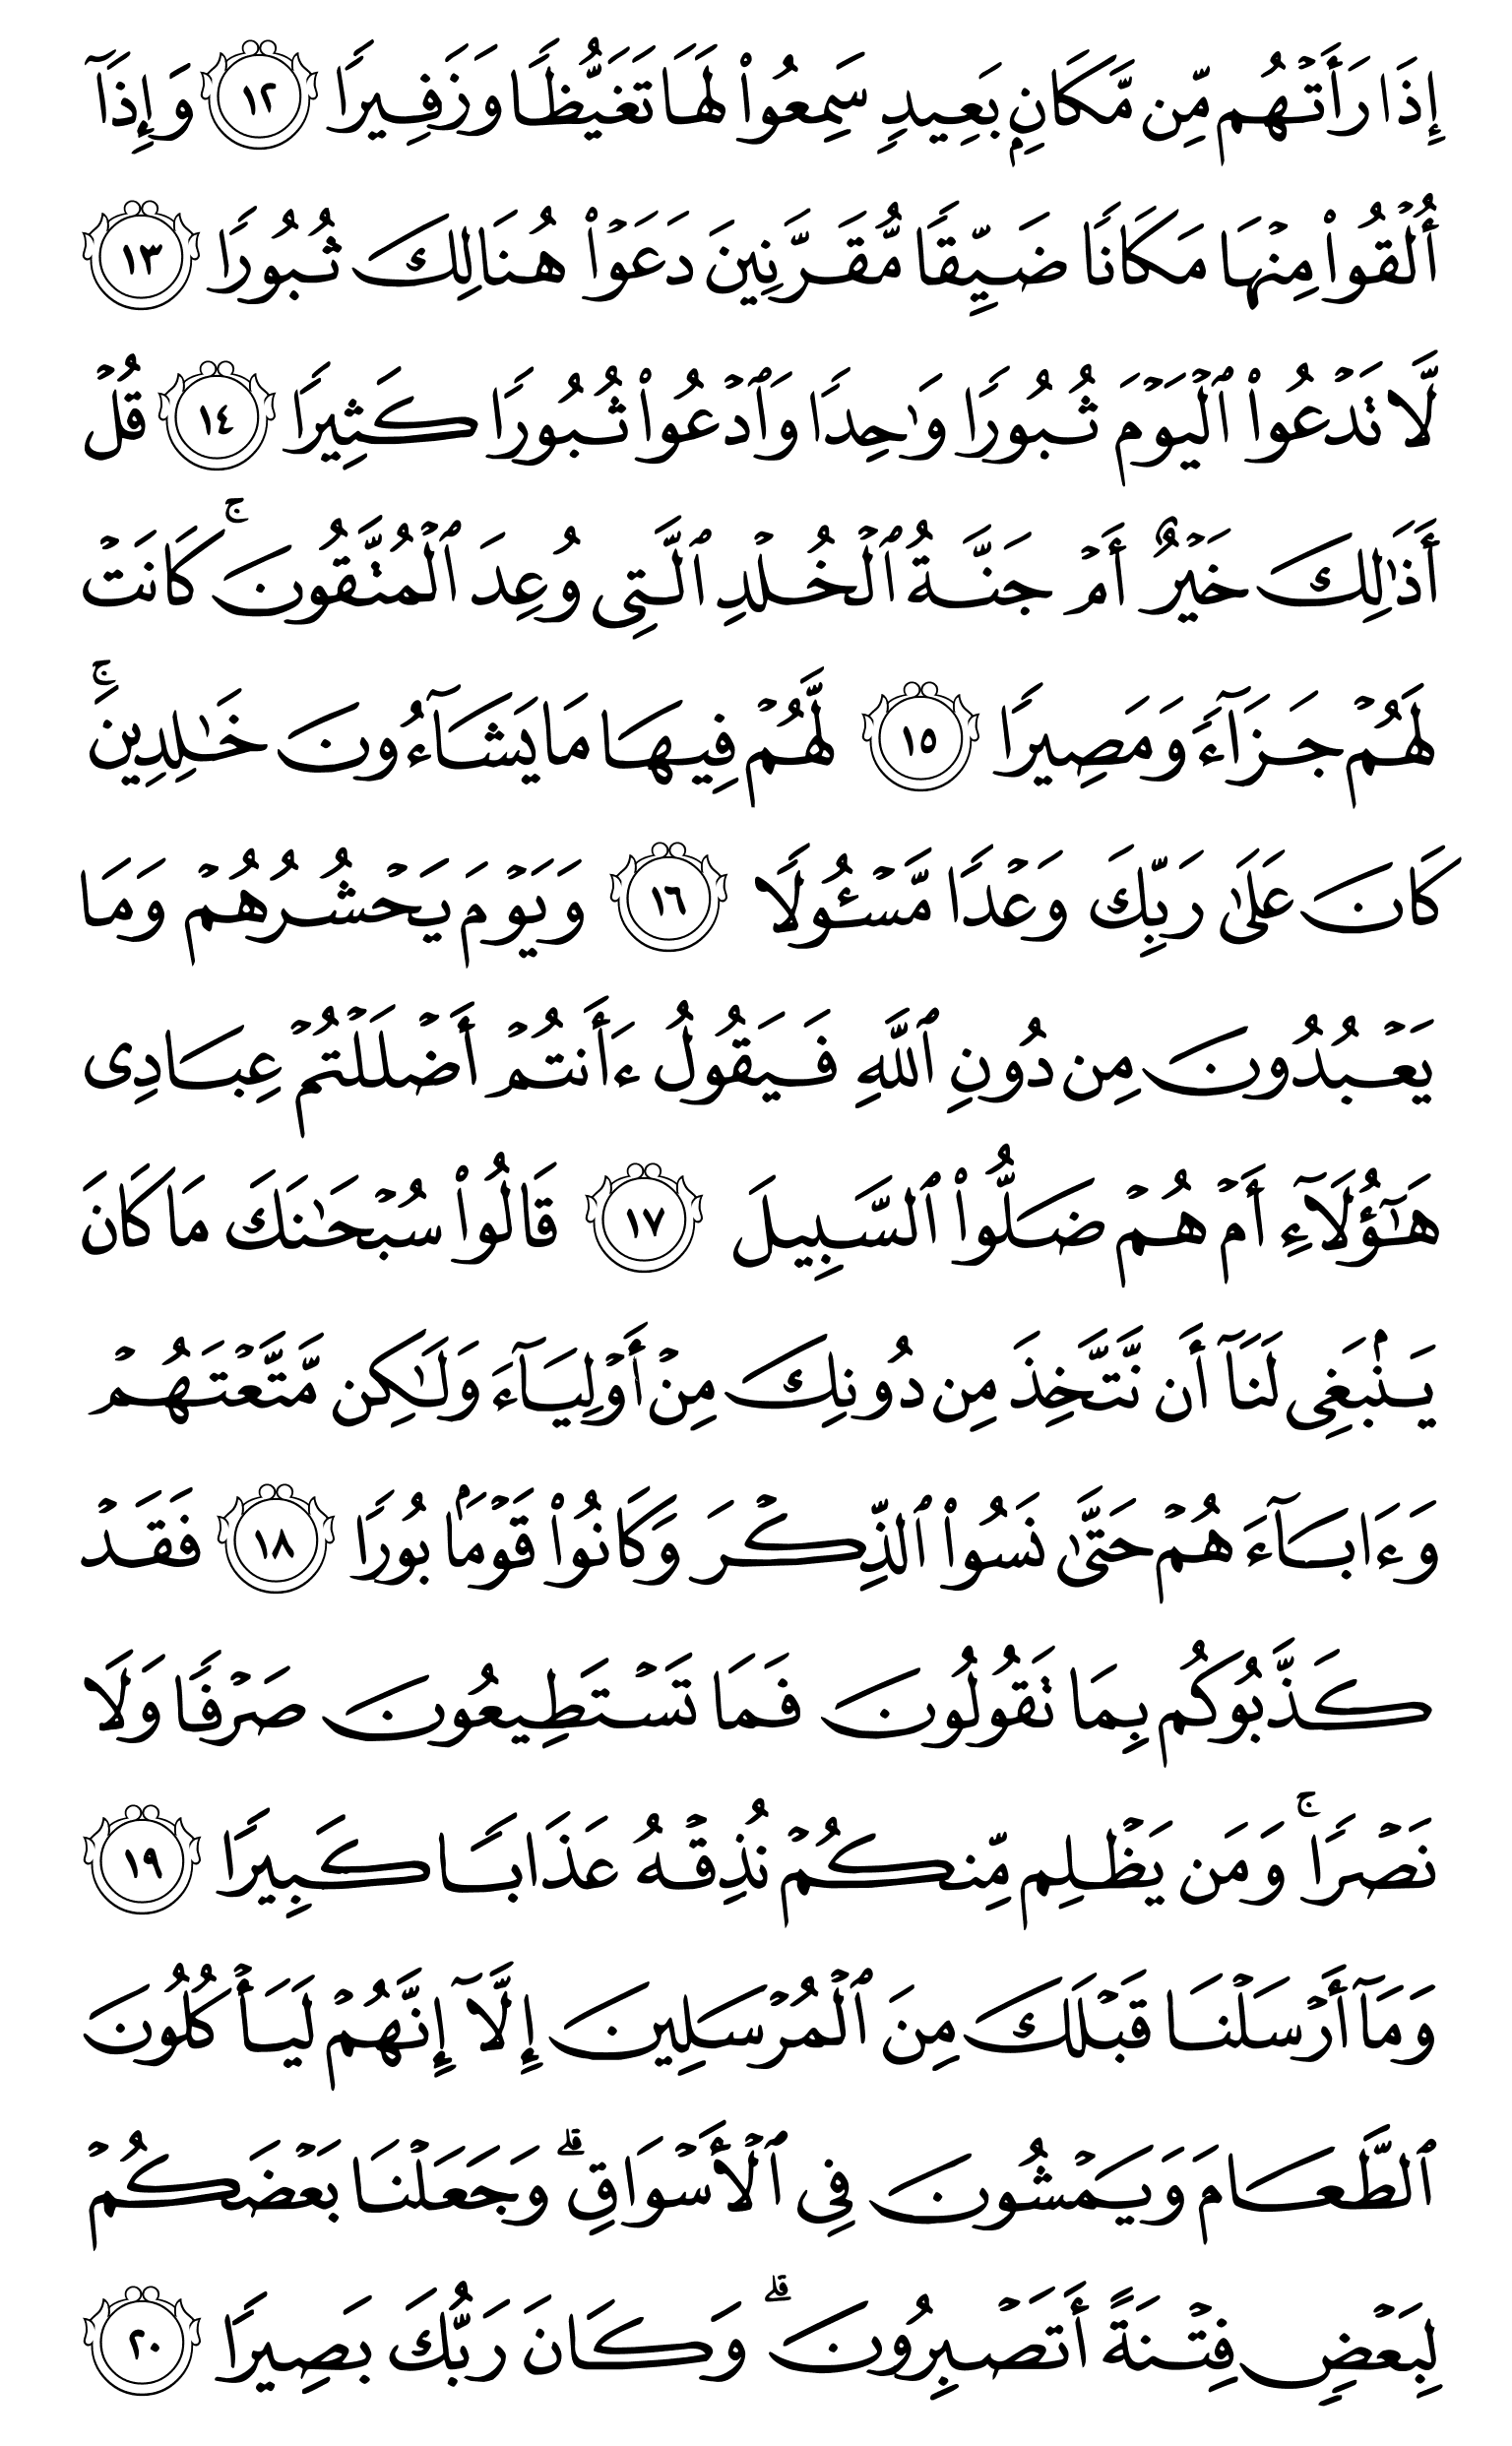 إِذَا رَأَتْهُم مِّن مَّكَانٍۭ بَعِيدٍ سَمِعُوا۟ لَهَا تَغَيُّظًا وَزَفِيرًا ١٢ وَإِذَآ
أُلْقُوا۟ مِنْهَا مَكَانًا ضَيِّقًا مُّقَرَّنِينَ دَعَوْا۟ هُنَالِكَ ثُبُورًا ١٣
لَّا تَدْعُوا۟ ٱلْيَوْمَ ثُبُورًا وَٰحِدًا وَٱدْعُوا۟ ثُبُورًا كَثِيرًا ١٤ قُلْ
أَذَٰلِكَ خَيْرٌ أَمْ جَنَّةُ ٱلْخُلْدِ ٱلَّتِى وُعِدَ ٱلْمُتَّقُونَ ۚ كَانَتْ
لَهُمْ جَزَآءً وَمَصِيرًا ١٥ لَّهُمْ فِيهَا مَا يَشَآءُونَ خَٰلِدِينَ ۚ
كَانَ عَلَىٰ رَبِّكَ وَعْدًا مَّسْـُٔولًا ١٦ وَيَوْمَ يَحْشُرُهُمْ وَمَا
يَعْبُدُونَ مِن دُونِ ٱللَّهِ فَيَقُولُ ءَأَنتُمْ أَضْلَلْتُمْ عِبَادِى
هَٰٓؤُلَآءِ أَمْ هُمْ ضَلُّوا۟ ٱلسَّبِيلَ ١٧ قَالُوا۟ سُبْحَٰنَكَ مَا كَانَ
يَنۢبَغِى لَنَآ أَن نَّتَّخِذَ مِن دُونِكَ مِنْ أَوْلِيَآءَ وَلَٰكِن مَّتَّعْتَهُمْ
وَءَابَآءَهُمْ حَتَّىٰ نَسُوا۟ ٱلذِّكْرَ وَكَانُوا۟ قَوْمًۢا بُورًا ١٨ فَقَدْ
كَذَّبُوكُم بِمَا تَقُولُونَ فَمَا تَسْتَطِيعُونَ صَرْفًا وَلَا
نَصْرًا ۚ وَمَن يَظْلِم مِّنكُمْ نُذِقْهُ عَذَابًا كَبِيرًا ١٩
وَمَآ أَرْسَلْنَا قَبْلَكَ مِنَ ٱلْمُرْسَلِينَ إِلَّآ إِنَّهُمْ لَيَأْكُلُونَ
ٱلطَّعَامَ وَيَمْشُونَ فِى ٱلْأَسْوَاقِ ۗ وَجَعَلْنَا بَعْضَكُمْ
لِبَعْضٍ فِتْنَةً أَتَصْبِرُونَ ۗ وَكَانَ رَبُّكَ بَصِيرًا ٢٠